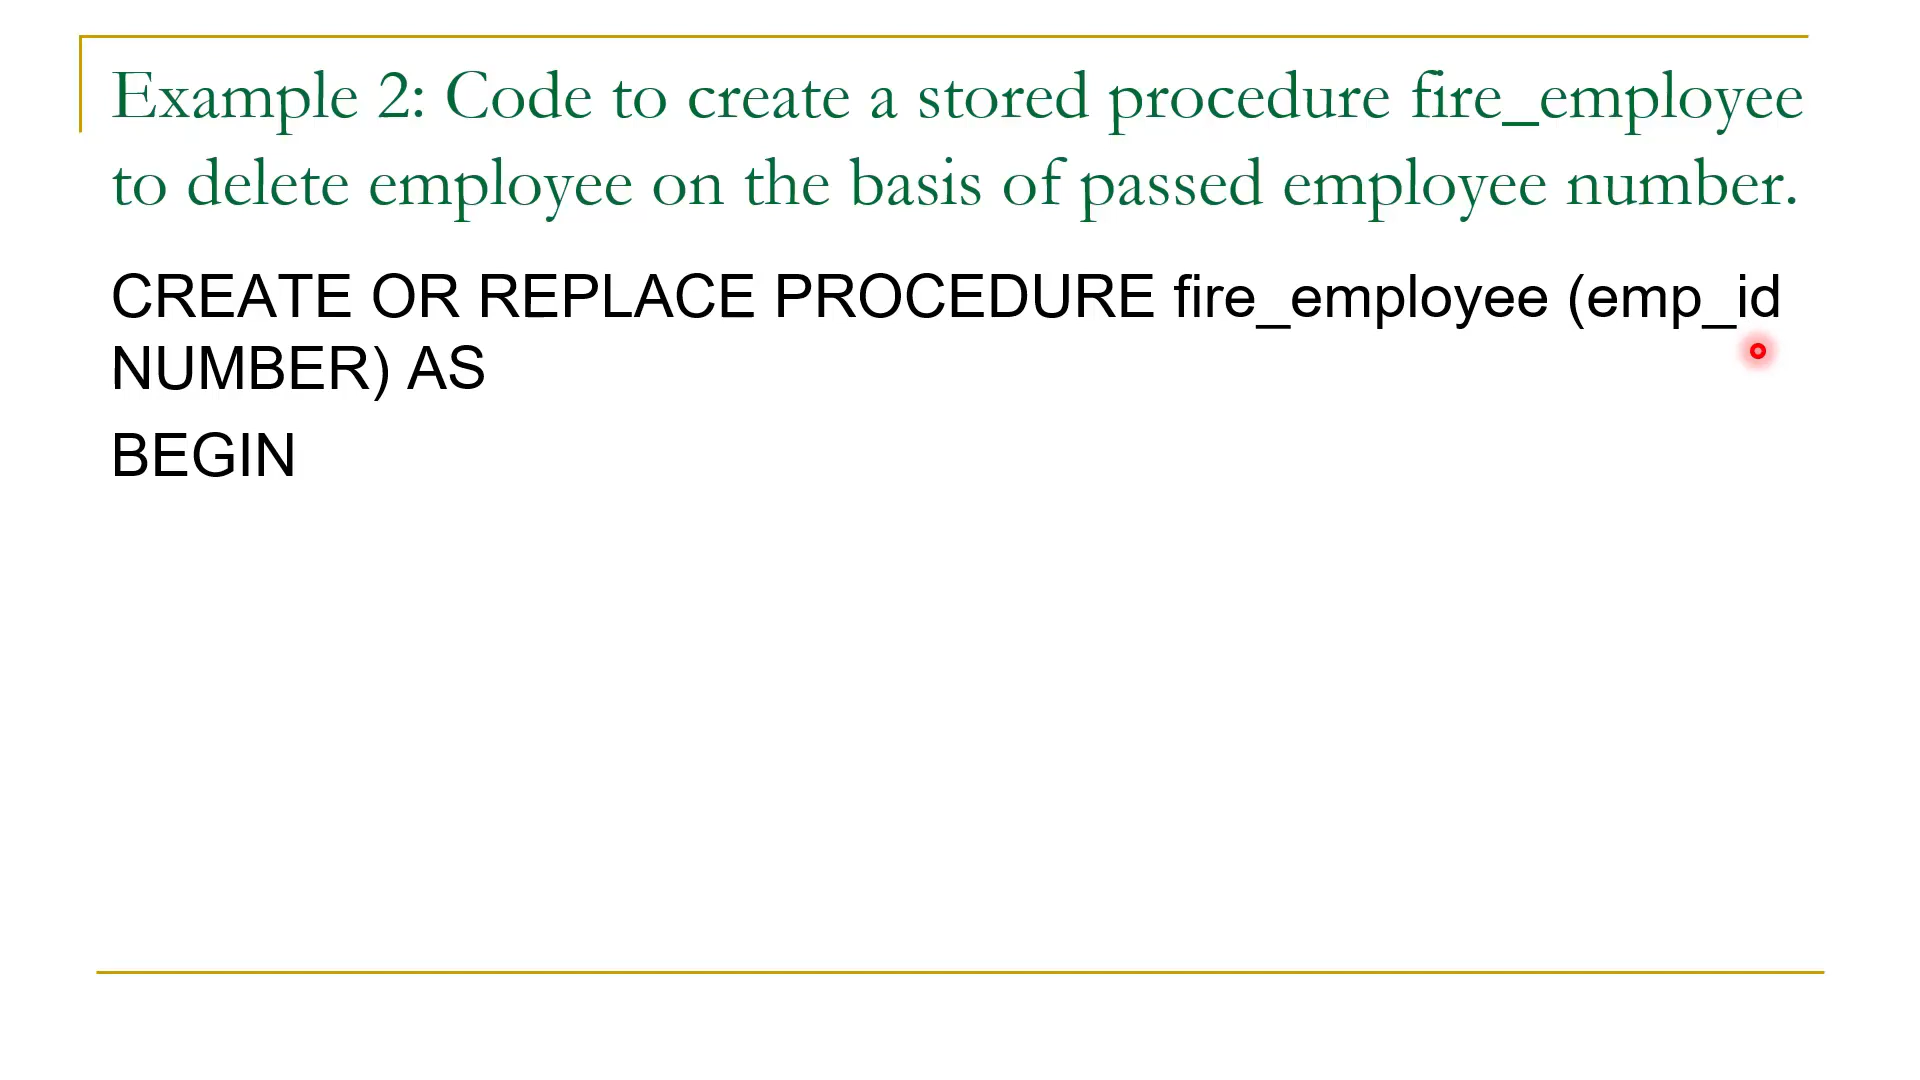 Example 2: Code to create a stored procedure fire_employee
to delete employee on the basis of passed employee number.
CREATE OR REPLACE PROCEDURE fire_employee (emp_id
NUMBER) AS
BEGIN